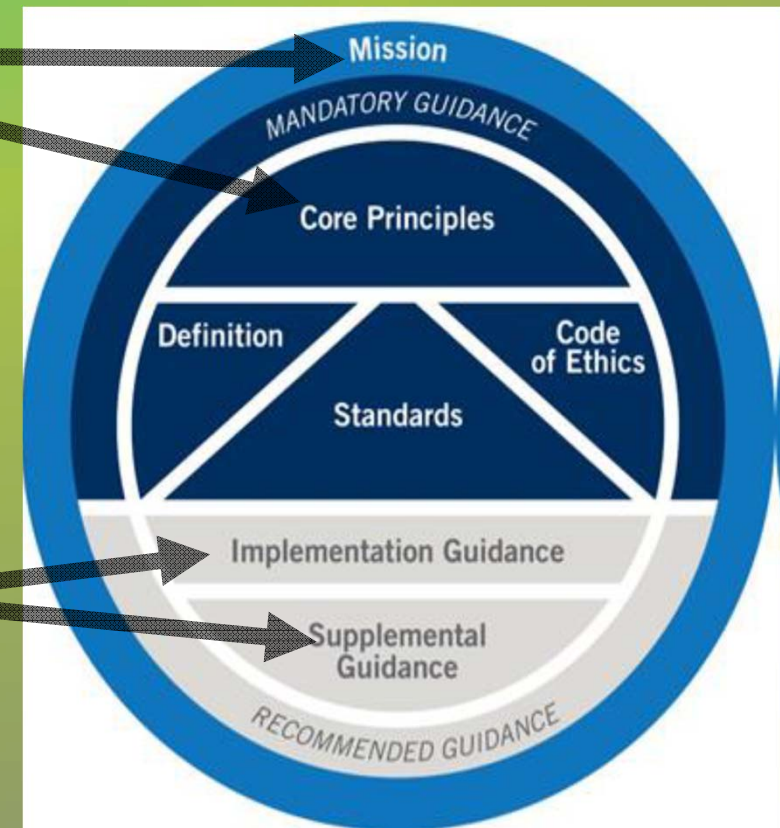 Mission
MANDATORY GUIDANCE
Core Principles
Definition
Code
of Ethics
Standards
Implementation Guidance
Supplemental
Guidance
RECOMMENDED GUIDANCE